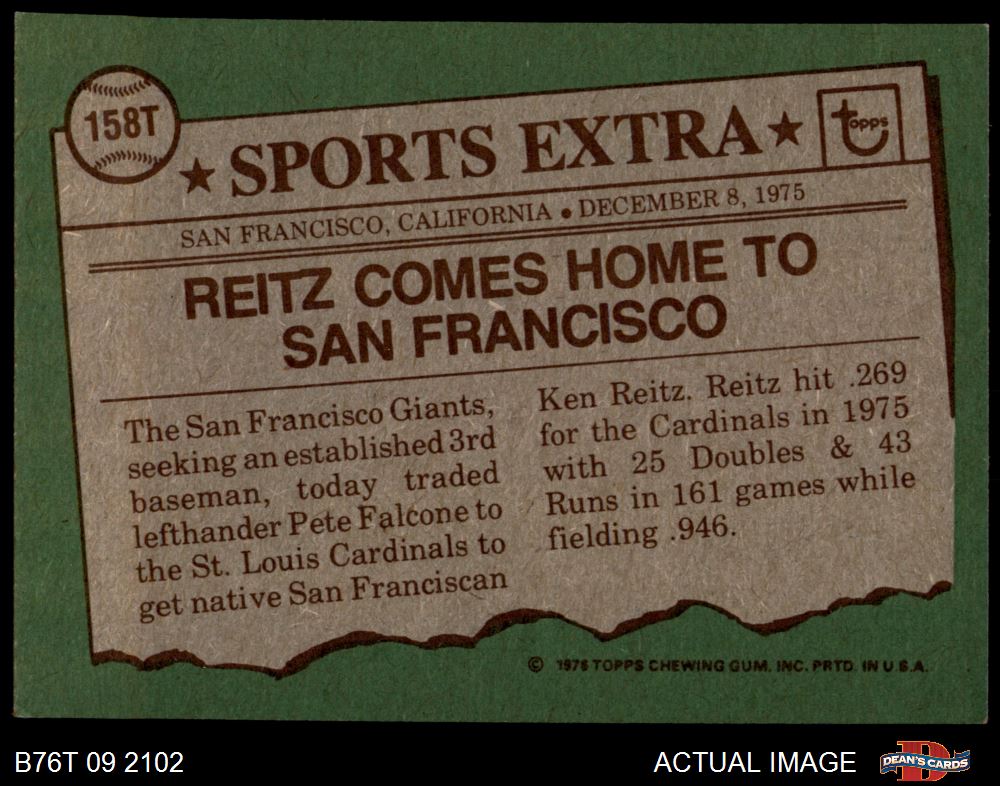 158T
★ SPORTS EXTRA ★
topps
SAN FRANCISCO, CALIFORNIA • DECEMBER 8, 1975
REITZ COMES HOME TO
SAN FRANCISCO
The San Francisco Giants,
seeking an established 3rd
baseman, today traded
lefthander Pete Falcone to
the St. Louis Cardinals to
get native San Franciscan
Ken Reitz. Reitz hit .269
for the Cardinals in 1975
with 25 Doubles & 43
Runs in 161 games while
fielding .946.
© 1976 TOPPS CHEWING GUM, INC. PRTD. IN U.S.A.
B76T 09 2102
ACTUAL IMAGE
D
DEAN'S CARDS